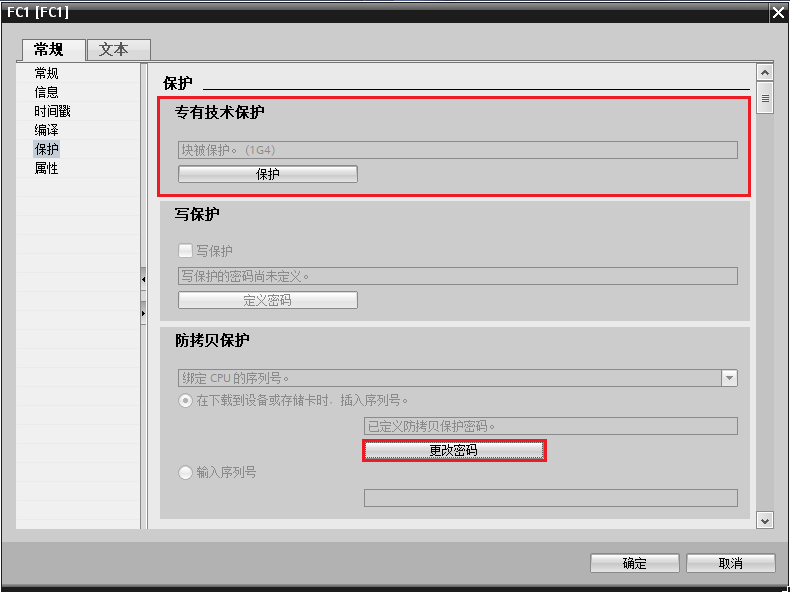 FC1 [FC1]
常规
文本
常规
信息
时间戳
编译
保护
属性
保护
专有技术保护
块被保护。 (1G4)
保护
写保护
写保护
写保护的密码尚未定义。
定义密码
防拷贝保护
绑定 CPU 的序列号。
在下载到设备或存储卡时，插入序列号。
已定义防拷贝保护密码。
更改密码
输入序列号
确定
取消